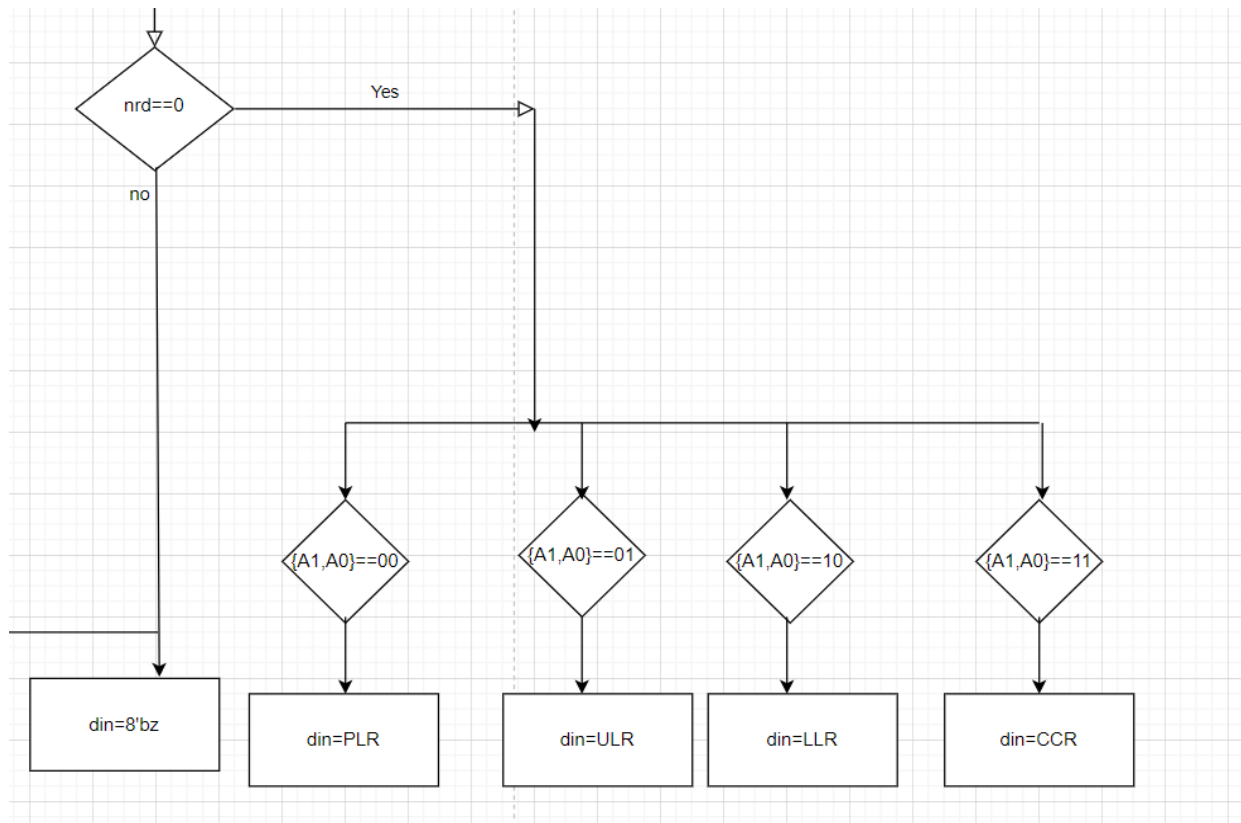 nrd==0
Yes
no
{A1,A0}==00
{A1,A0}==01
{A1,A0}==10
{A1,A0}==11
din=8'bz
din=PLR
din=ULR
din=LLR
din=CCR